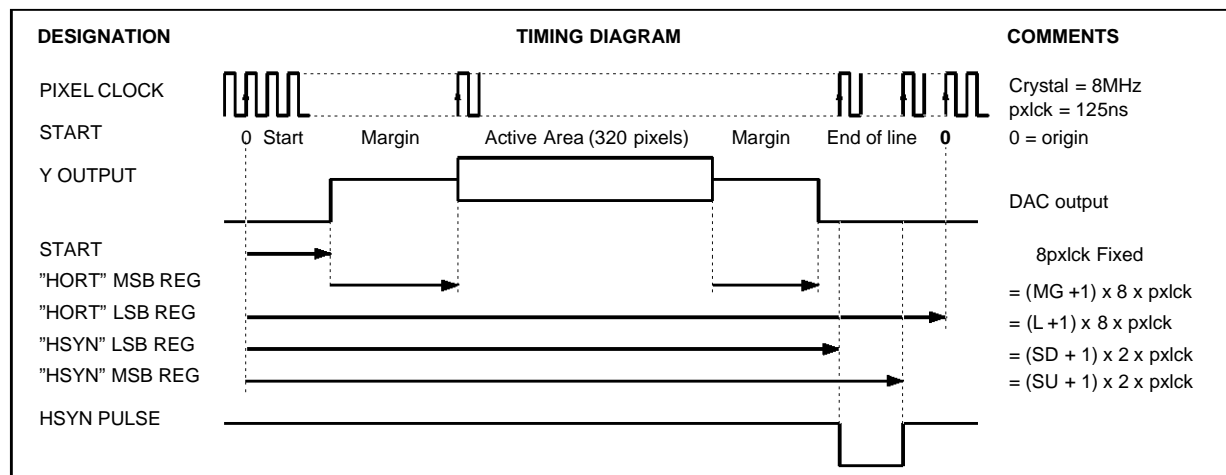 DESIGNATION TIMING DIAGRAM COMMENTS
PIXEL CLOCK Crystal = 8MHz
pxlck = 125ns
START 0 Start Margin Active Area (320 pixels) Margin End of line 0 0 = origin
Y OUTPUT
DAC output
START 8pxlck Fixed
”HORT” MSB REG = (MG +1) x 8 x pxlck
”HORT” LSB REG = (L +1) x 8 x pxlck
”HSYN” LSB REG = (SD + 1) x 2 x pxlck
”HSYN” MSB REG = (SU + 1) x 2 x pxlck
HSYN PULSE